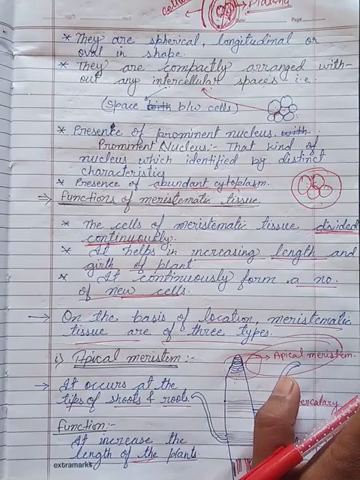 Date
Page
* They are spherical, longitudinal or
oval in shape.
* They are compactly arranged with-
out any intercellular spaces i.e.
(space birth b/w cells)
* Presence of prominent nucleus. with
Prominent Nucleus:- That kind of
nucleus which identified by distinct
characteristics
* Presence of abundant cytoplasm.
⇒ Functions of meristematic tissue.
* The cells of meristematic tissue divided
continuously.
* It helps in increasing length and
girth of plant
* It continuously form a no.
of new cells.
→ On the basis of location, meristematic
tissue are of three types.
i) Apical meristem:-
→ Apical meristem.
→ It occurs at the
tips of shoots & roots
Function:-
It increase the
length of the plants
extramarks